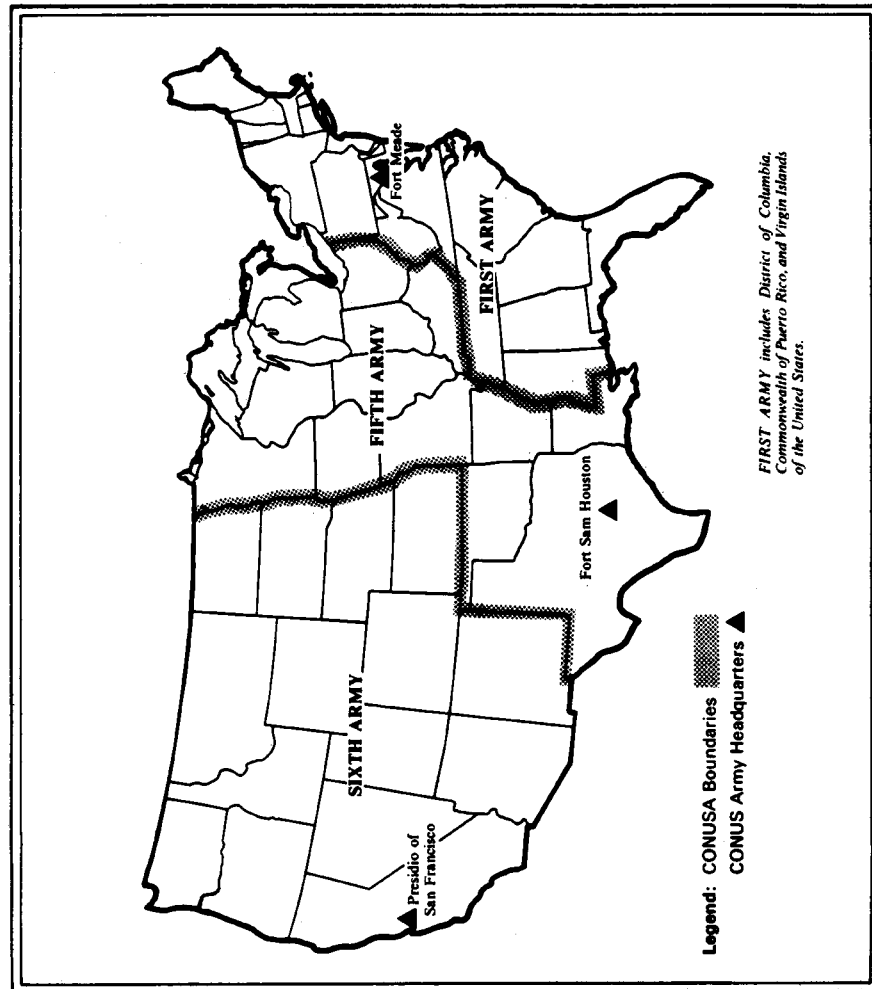 Fort Meade
FIRST ARMY
FIFTH ARMY
SIXTH ARMY
Presidio of
San Francisco
Fort Sam Houston
FIRST ARMY includes District of Columbia,
Commonwealth of Puerto Rico, and Virgin Islands
of the United States.
Legend: CONUSA Boundaries
CONUS Army Headquarters